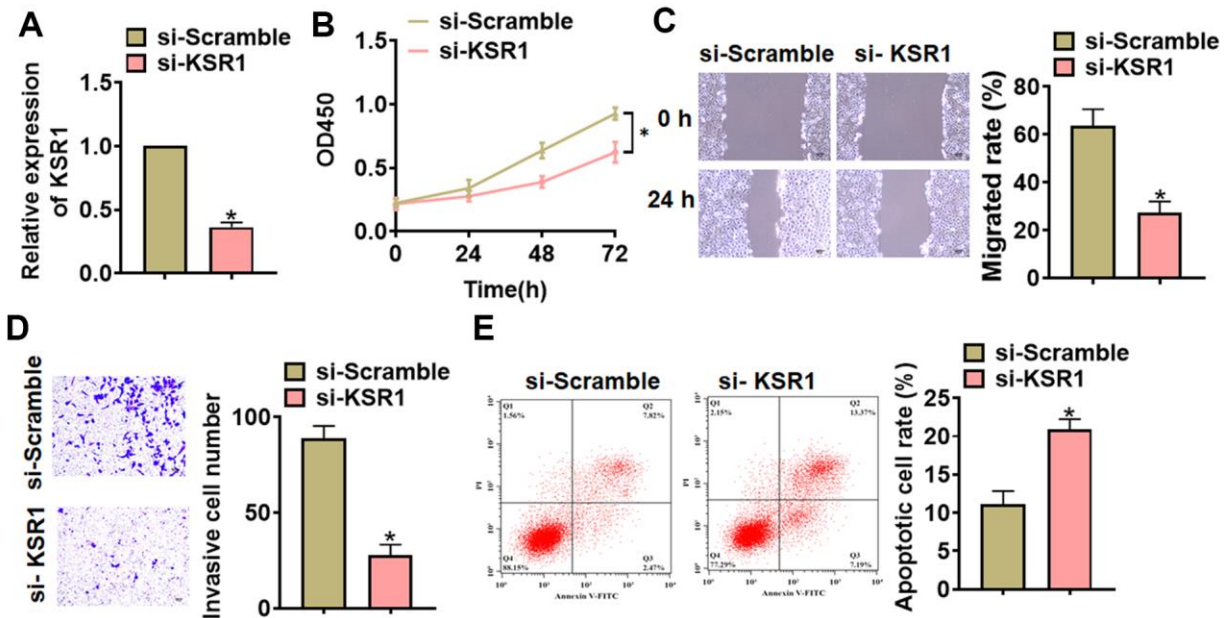 A
si-Scramble
si-KSR1
Relative expression
of KSR1
1.5
1.0
0.5
0.0
*
B
si-Scramble
si-KSR1
OD450
1.5
1.0
0.5
0.0
*
0 24 48 72
Time(h)
C
si-Scramble si- KSR1
0 h
24 h
si-Scramble
si-KSR1
Migrated rate (%)
80
60
40
20
0
*
D
si-Scramble
si- KSR1
si-Scramble
si-KSR1
Invasive cell number
100
50
0
*
E
si-Scramble si- KSR1
Q1
1.56%
Q2
7.82%
Q4
88.15%
Q3
2.47%
PI
Annexin V-FITC
Q1
2.15%
Q2
13.37%
Q4
77.29%
Q3
7.19%
PI
Annexin V-FITC
si-Scramble
si-KSR1
Apoptotic cell rate (%)
25
20
15
10
5
0
*